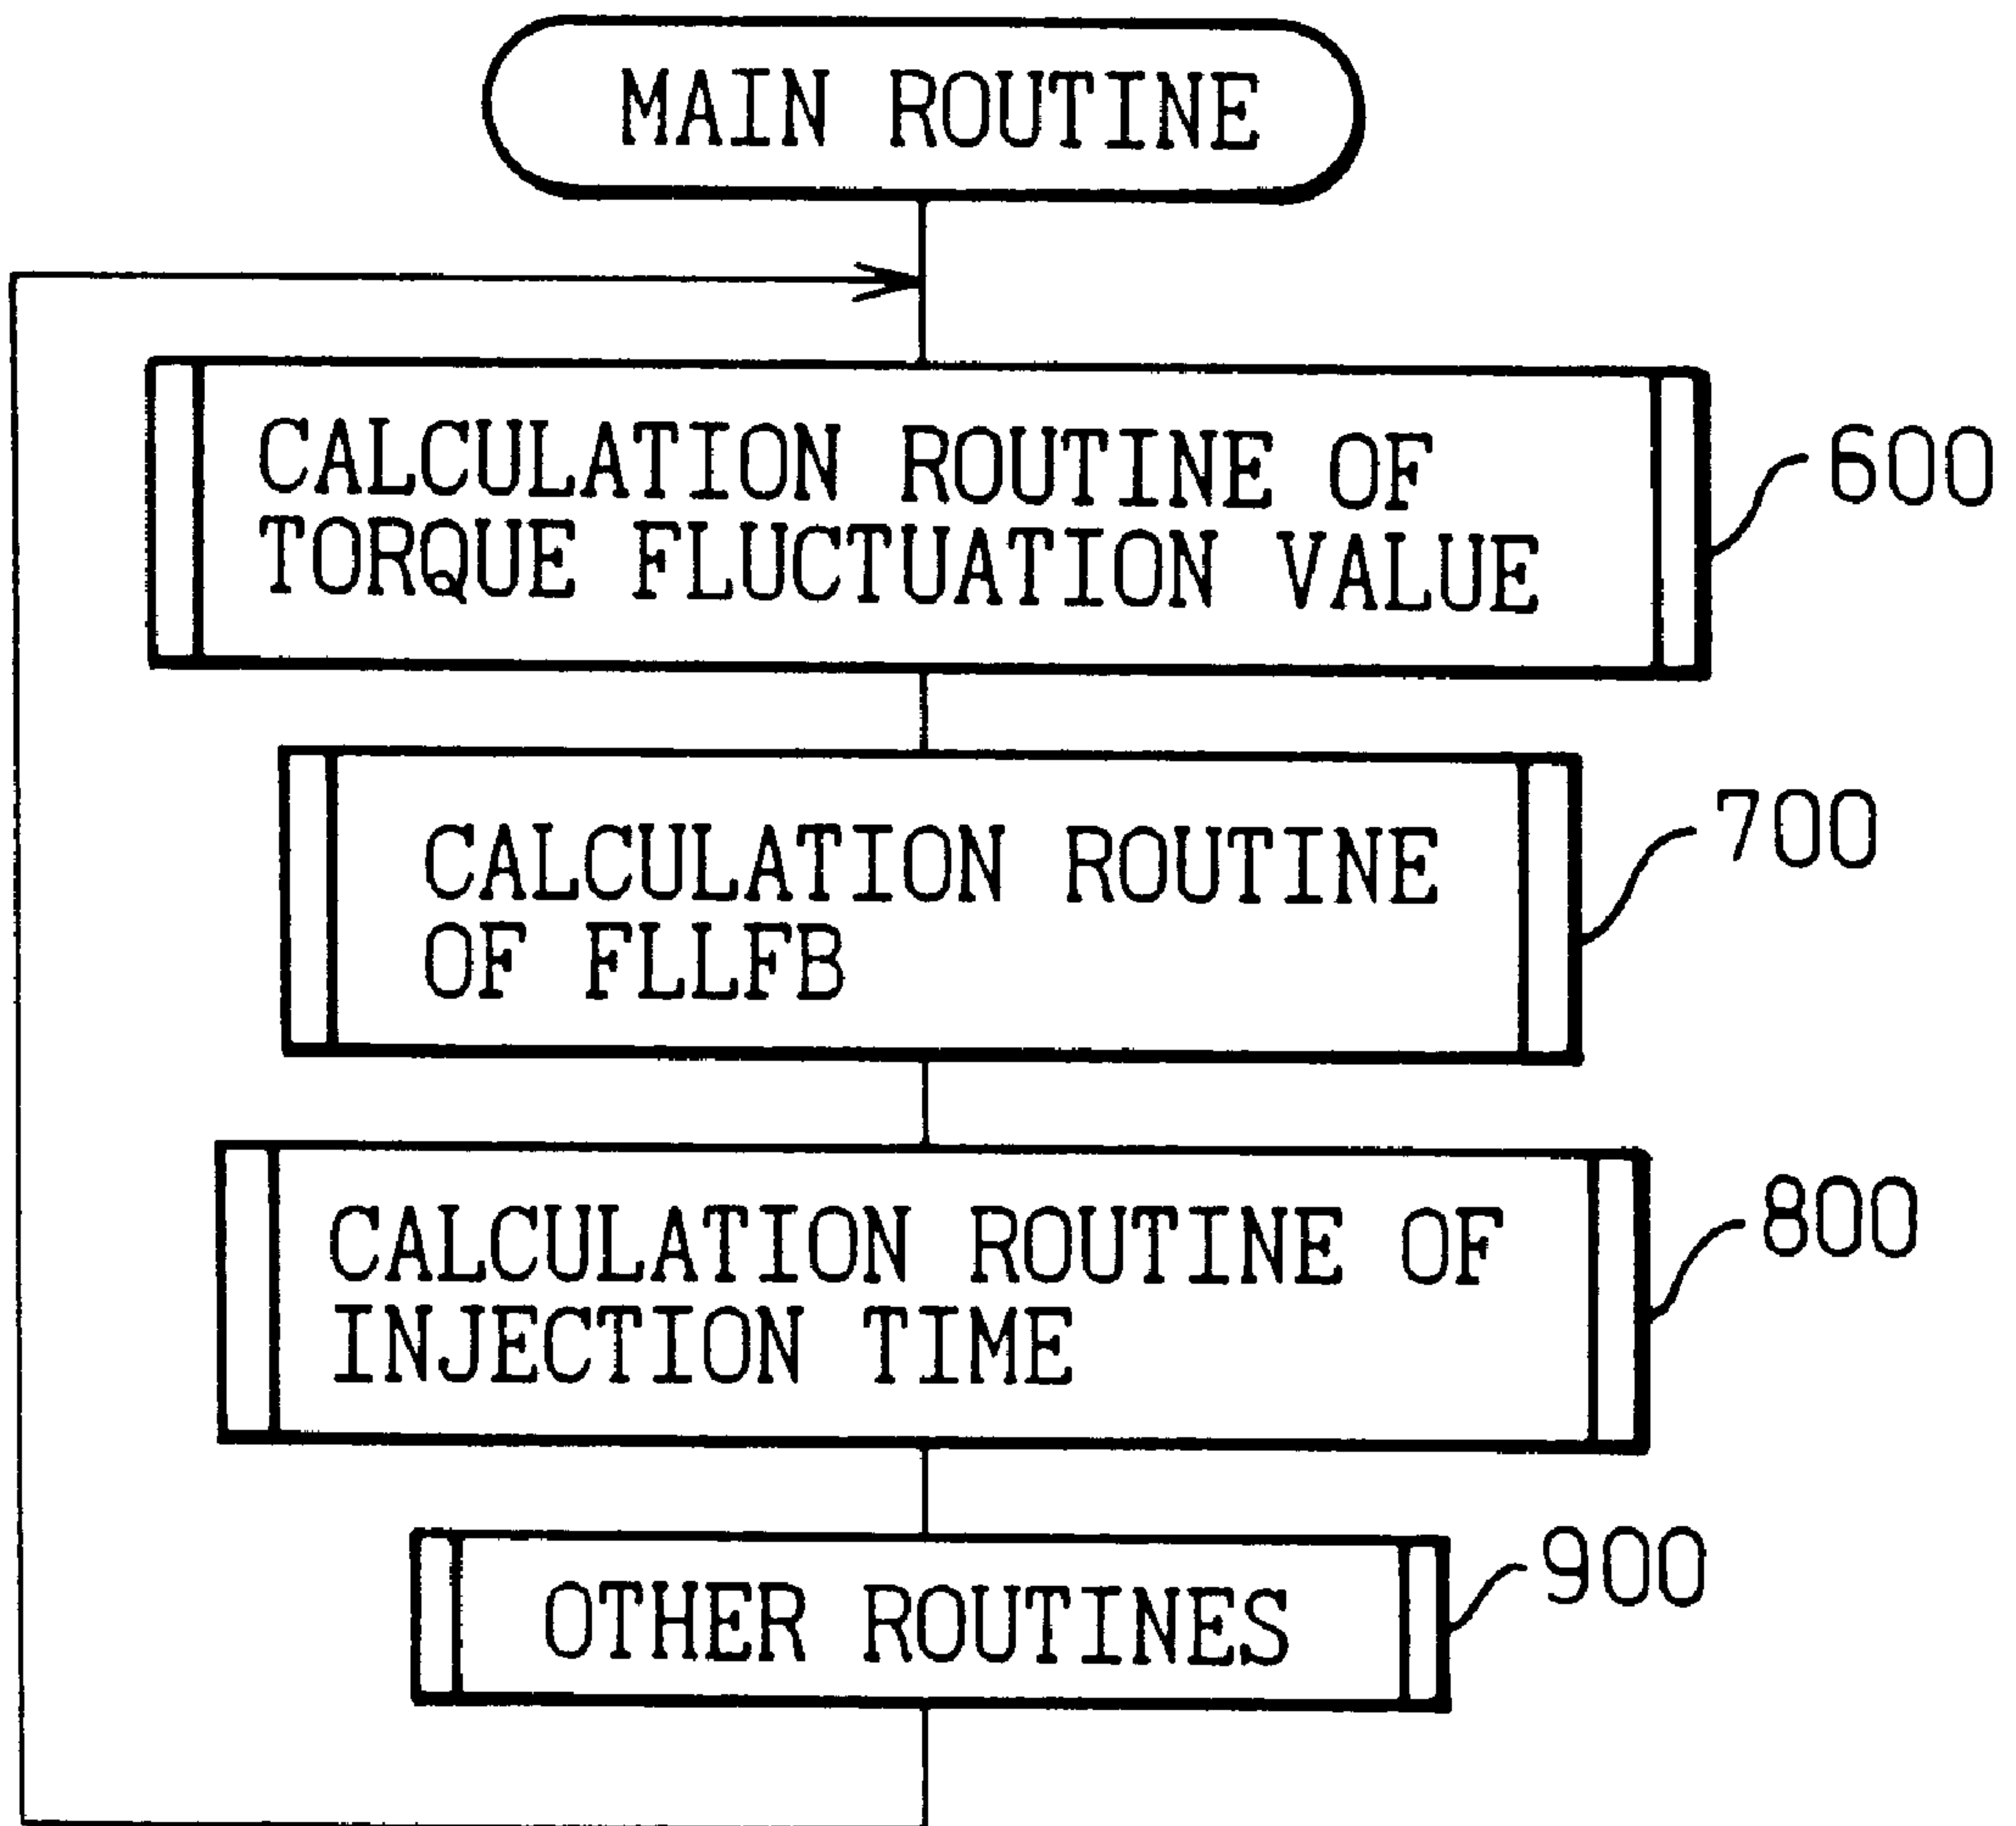 MAIN ROUTINE
CALCULATION ROUTINE OF
TORQUE FLUCTUATION VALUE
600
CALCULATION ROUTINE
OF FLLFB
700
CALCULATION ROUTINE OF
INJECTION TIME
800
OTHER ROUTINES
900